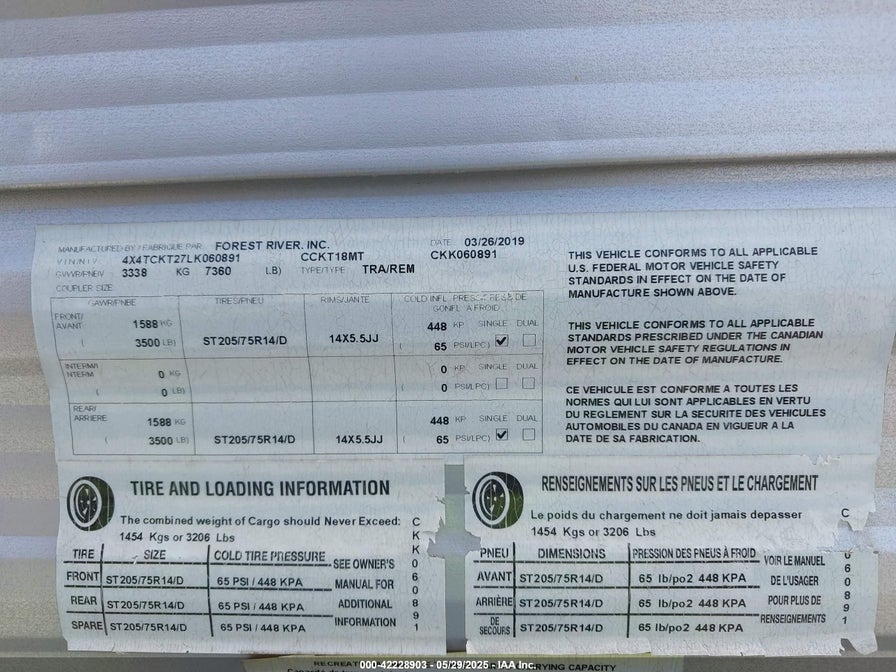 MANUFACTURED BY / FABRIQUE PAR FOREST RIVER, INC. DATE 03/26/2019
V I N / N I V 4X4TCKT27LK060891 CCKT18MT CKK060891
GVWR/PNBV 3338 KG 7360 LB) TYPE/TYPE TRA/REM
COUPLER SIZE
GAWR/PNBE TIRES/PNEU RIMS/JANTE COLD INFL. PRESS. DE
GONFL A FROID
FRONT/ AVANT 1588 KG ST205/75R14/D 14X5.5JJ 448 KP SINGLE DUAL
( 3500 LB) ( 65 PSI/LPC)
INTERM/ INTERM 0 KG 0 KP SINGLE DUAL
( 0 LB) ( 0 PSI/LPC)
REAR/ ARRIERE 1588 KG 448 KP SINGLE DUAL
3500 LB) ST205/75R14/D 14X5.5JJ ( 65 PSI/LPC)
THIS VEHICLE CONFORMS TO ALL APPLICABLE
U.S. FEDERAL MOTOR VEHICLE SAFETY
STANDARDS IN EFFECT ON THE DATE OF
MANUFACTURE SHOWN ABOVE.
THIS VEHICLE CONFORMS TO ALL APPLICABLE
STANDARDS PRESCRIBED UNDER THE CANADIAN
MOTOR VEHICLE SAFETY REGULATIONS IN
EFFECT ON THE DATE OF MANUFACTURE.
CE VEHICULE EST CONFORME A TOUTES LES
NORMES QUI LUI SONT APPLICABLES EN VERTU
DU REGLEMENT SUR LA SECURITE DES VEHICULES
AUTOMOBILES DU CANADA EN VIGUEUR A LA
DATE DE SA FABRICATION.
TIRE AND LOADING INFORMATION
The combined weight of Cargo should Never Exceed:
1454 Kgs or 3206 Lbs
TIRE SIZE COLD TIRE PRESSURE SEE OWNER'S
FRONT ST205/75R14/D 65 PSI / 448 KPA MANUAL FOR
REAR ST205/75R14/D 65 PSI / 448 KPA ADDITIONAL
SPARE ST205/75R14/D 65 PSI / 448 KPA INFORMATION
CKK060891
RENSEIGNEMENTS SUR LES PNEUS ET LE CHARGEMENT
Le poids du chargement ne doit jamais depasser
1454 Kgs or 3206 Lbs
PNEU DIMENSIONS PRESSION DES PNEUS À FROID VOIR LE MANUEL
AVANT ST205/75R14/D 65 lb/po2 448 KPA DE L'USAGER
ARRIÈRE ST205/75R14/D 65 lb/po2 448 KPA POUR PLUS DE
DE SECOURS ST205/75R14/D 65 lb/po2 448 KPA RENSEIGNEMENTS
C 060891
000-42228903 - 05/29/2025 - IAA Inc.